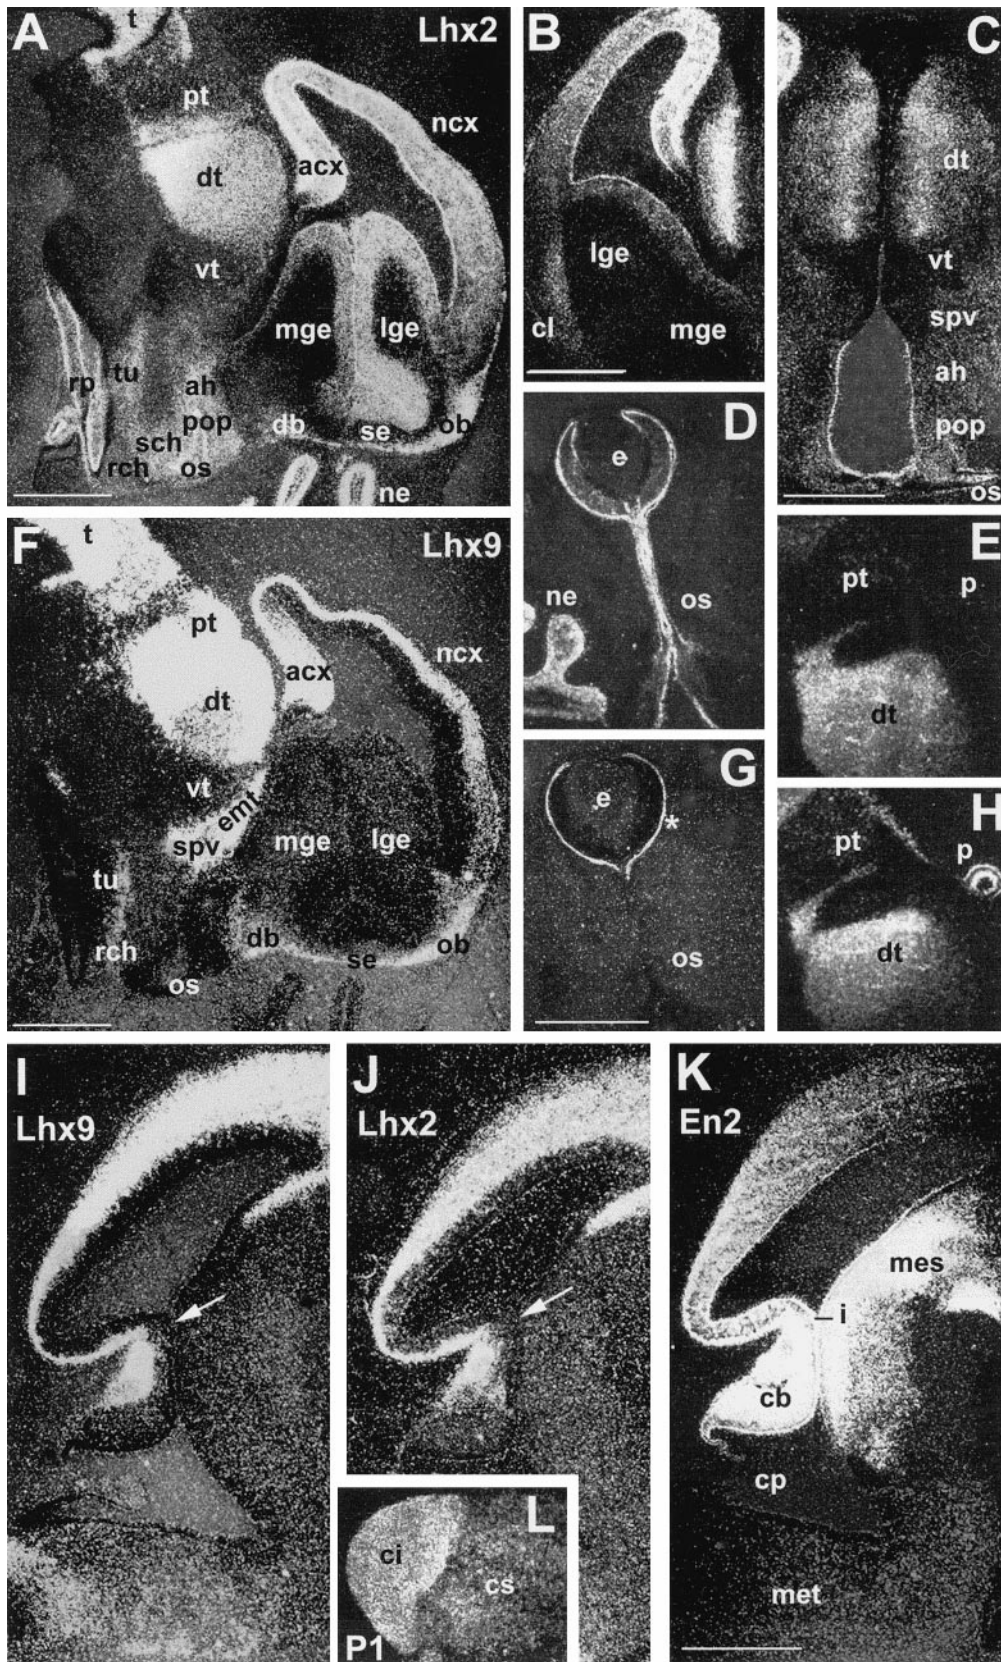 A
t
Lhx2
pt
ncx
acx
dt
vt
mge
lge
rp
tu
ah
pop
sch
db
se
ob
rch
os
ne
B
lge
cl
mge
C
dt
vt
spv
ah
pop
os
D
e
ne
os
E
pt
p
dt
F
t
Lhx9
pt
ncx
acx
dt
vt
emt
spv
mge
lge
tu
rch
db
ob
se
os
G
e
*
os
H
pt
p
dt
I
Lhx9
J
Lhx2
K
En2
mes
i
cb
cp
met
L
ci
cs
P1